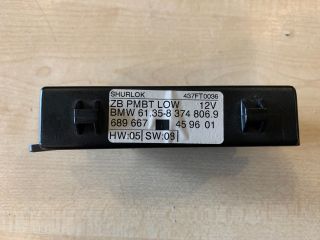 SHURLOK 437FT0036
ZB PMBT LOW 12V
BMW 61.35-8 374 806.9
689 667 45 96 01
HW:05 SW:03